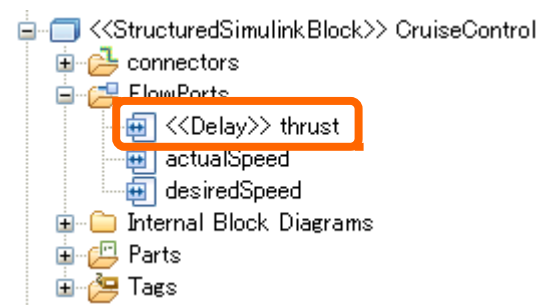 <<StructuredSimulinkBlock>> CruiseControl
connectors
FlowPorts
<<Delay>> thrust
actualSpeed
desiredSpeed
Internal Block Diagrams
Parts
Tags